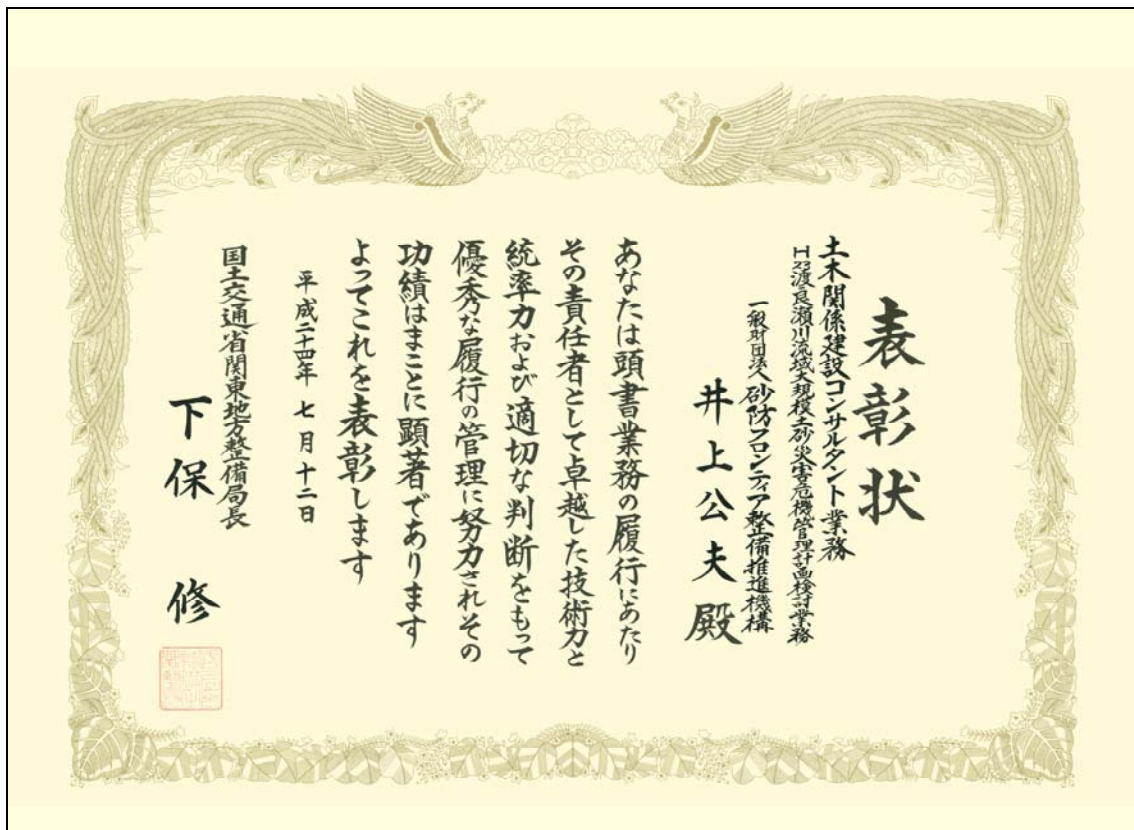 表彰状
土木関係建設コンサルタント業務
H23渡良瀬川流域大規模土砂災害危機管理計画検討業務
一般財団法人 砂防フロンティア整備推進機構
井上公夫殿
あなたは頭書業務の履行にあたり
その責任者として卓越した技術力と
統率力および適切な判断をもって
優秀な履行の管理に努力されその
功績はまことに顕著であります
よってこれを表彰します
平成二十四年 七月十二日
国土交通省関東地方整備局長
下保 修